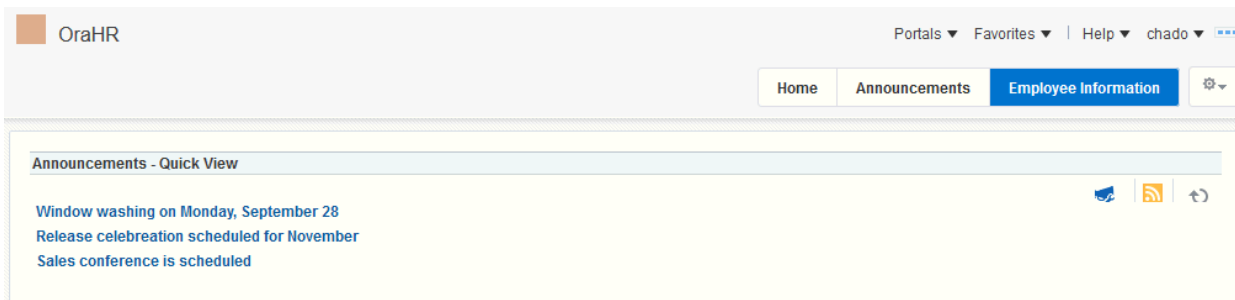 OraHR
Portals Favorites Help chado
Home Announcements Employee Information
Announcements - Quick View
Window washing on Monday, September 28
Release celebreation scheduled for November
Sales conference is scheduled